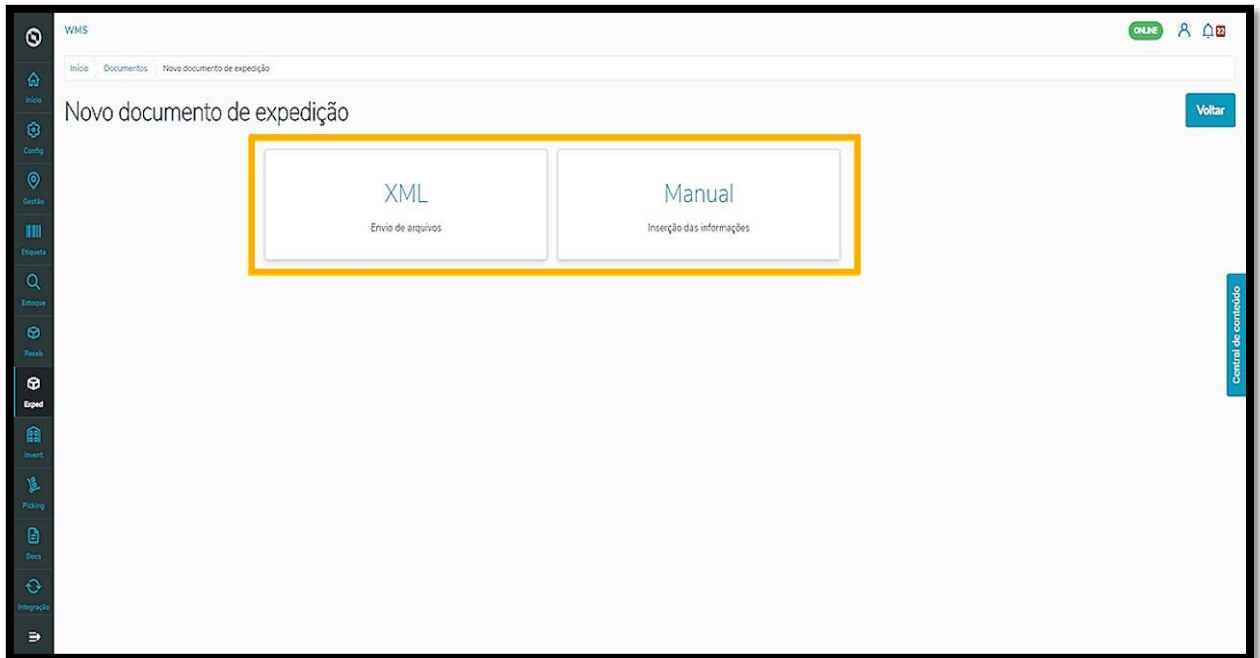 WMS
ONLINE
22
Início
Documentos
Novo documento de expedição
Novo documento de expedição
Voltar
XML
Envio de arquivos
Manual
Inserção das informações
Central de conteúdo
Início
Config
Gestão
Etiqueta
Estoque
Receb
Exped
Invent
Picking
Docs
Integração